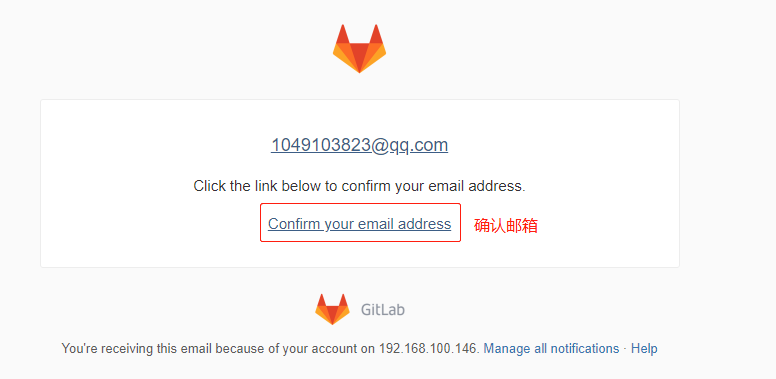 1049103823@qq.com
Click the link below to confirm your email address.
Confirm your email address 确认邮箱
GitLab
You're receiving this email because of your account on 192.168.100.146. Manage all notifications · Help